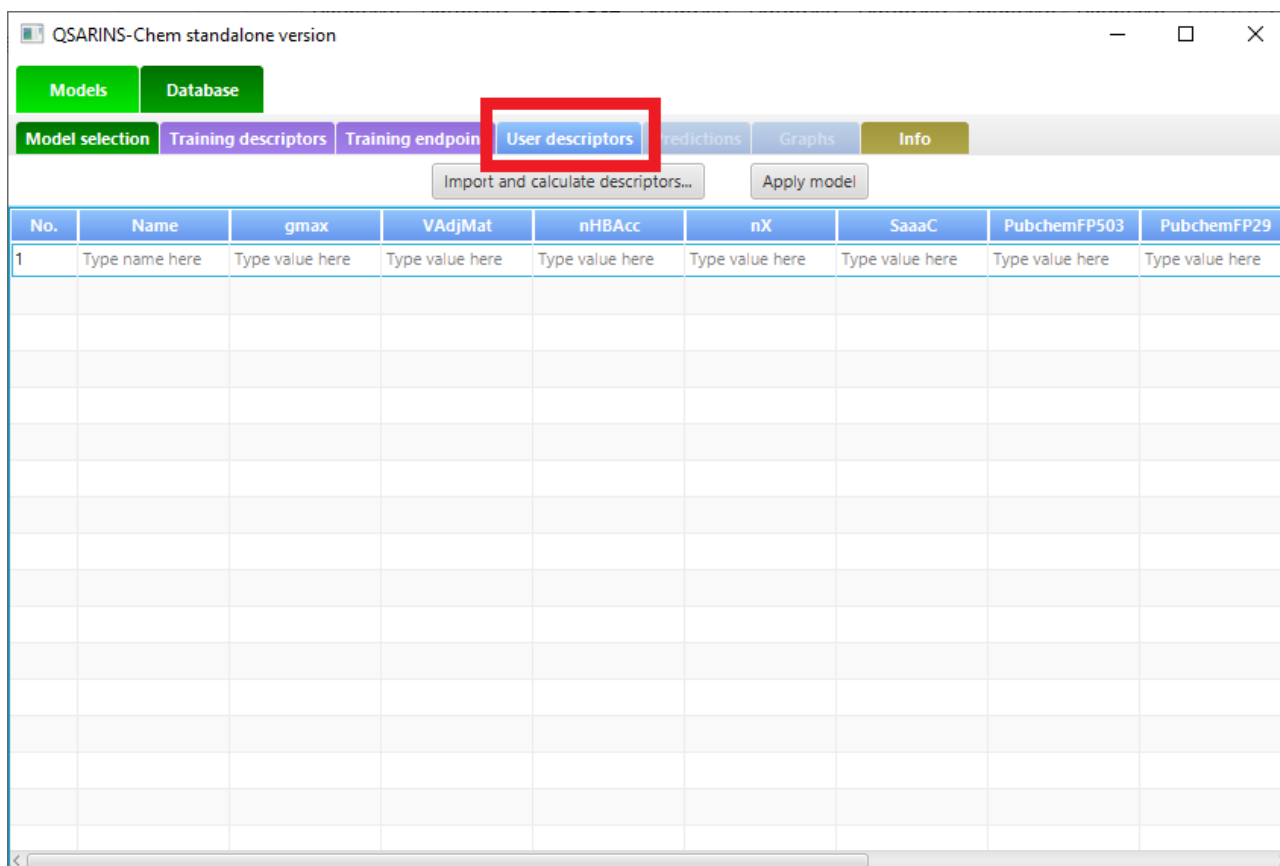 QSARINS-Chem standalone version
Models Database
Model selection Training descriptors Training endpoin User descriptors redictions Graphs Info
Import and calculate descriptors... Apply model
No. Name gmax VAdjMat nHBAcc nX SaaaC PubchemFP503 PubchemFP29
1 Type name here Type value here Type value here Type value here Type value here Type value here Type value here Type value here